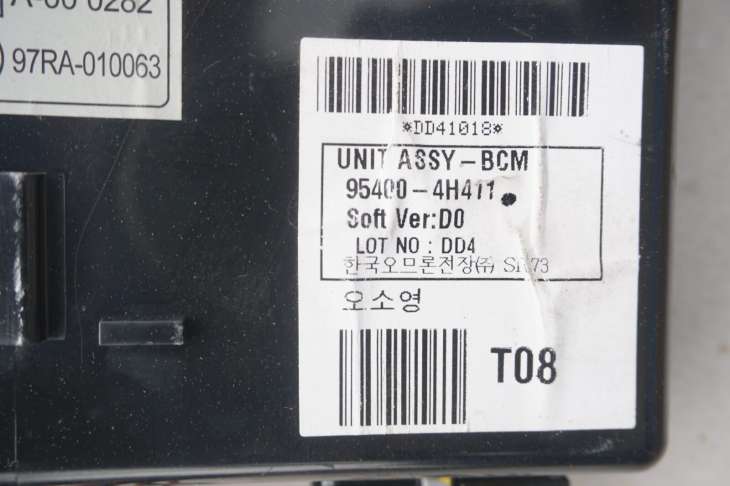 97RA-010063
*DD41018*
UNIT ASSY-BCM
95400-4H411
Soft Ver:D0
LOT NO : DD4
한국오므론전장㈜
오소영
T08